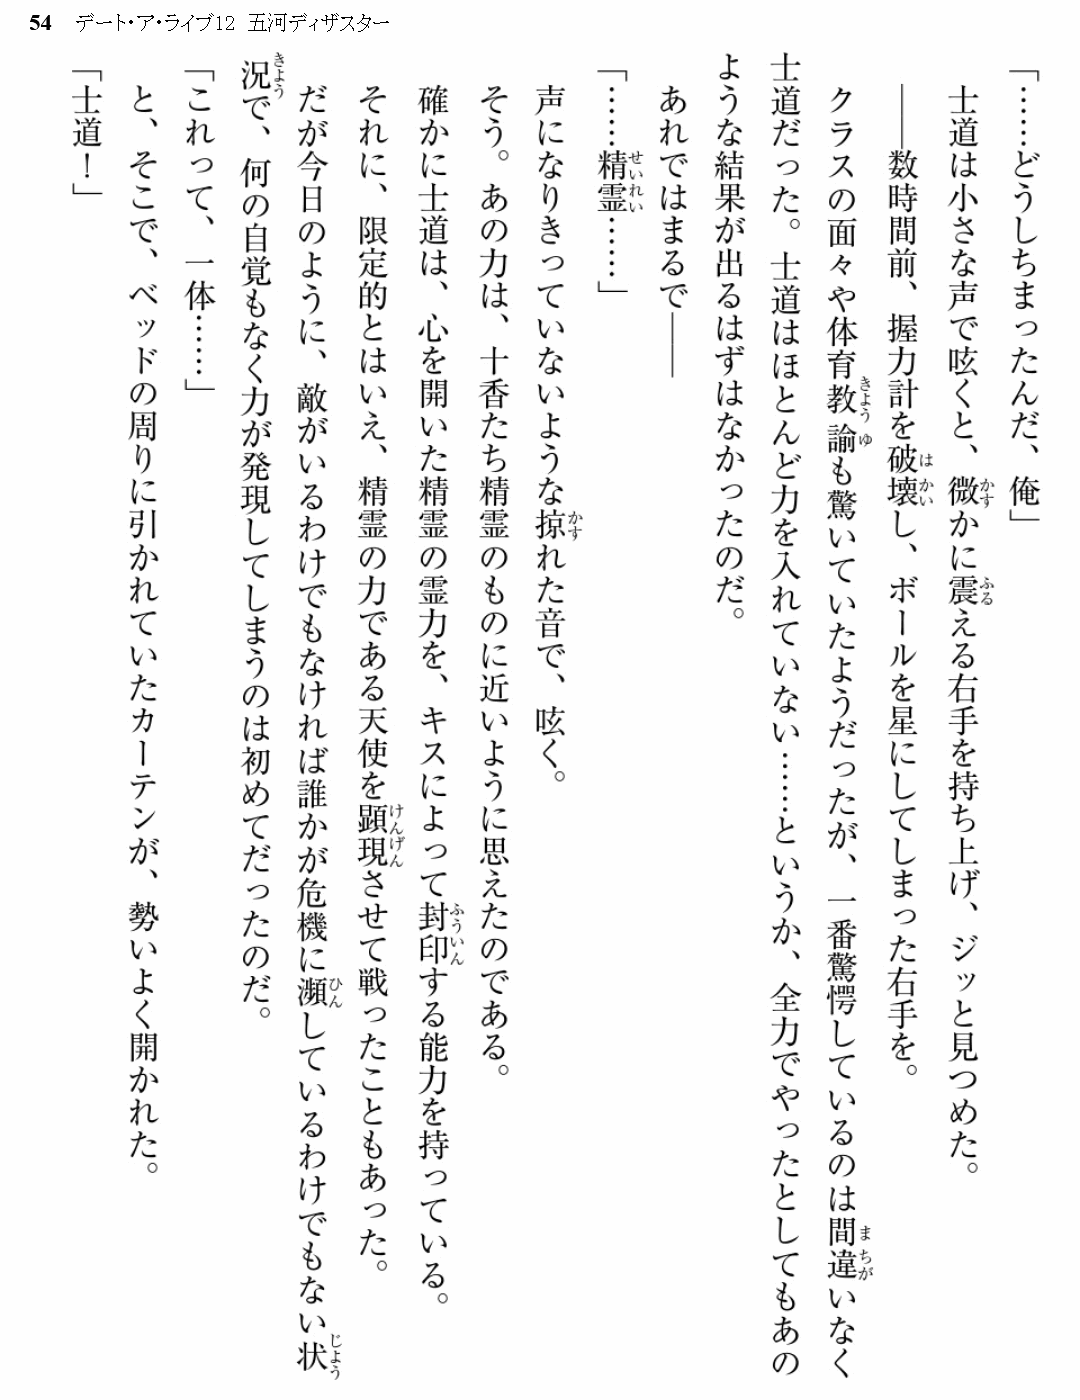 54 デート・ア・ライブ12 五河ディザスター
「……どうしちまったんだ、俺」
士道は小さな声で呟くと、微かに震える右手を持ち上げ、ジッと見つめた。
――数時間前、握力計を破壊し、ボールを星にしてしまった右手を。
クラスの面々や体育教諭も驚いていたようだったが、一番驚愕しているのは間違いなく
士道だった。士道はほとんど力を入れていない……というか、全力でやったとしてもあの
ような結果が出るはずはなかったのだ。
あれではまるで――
「……精霊……」
声になりきっていないような掠れた音で、呟く。
そう。あの力は、十香たち精霊のものに近いように思えたのである。
確かに士道は、心を開いた精霊の霊力を、キスによって封印する能力を持っている。
それに、限定的とはいえ、精霊の力である天使を顕現させて戦ったこともあった。
だが今日のように、敵がいるわけでもなければ誰かが危機に瀕しているわけでもない状
況で、何の自覚もなく力が発現してしまうのは初めてだったのだ。
「これって、一体……」
と、そこで、ベッドの周りに引かれていたカーテンが、勢いよく開かれた。
「士道！」